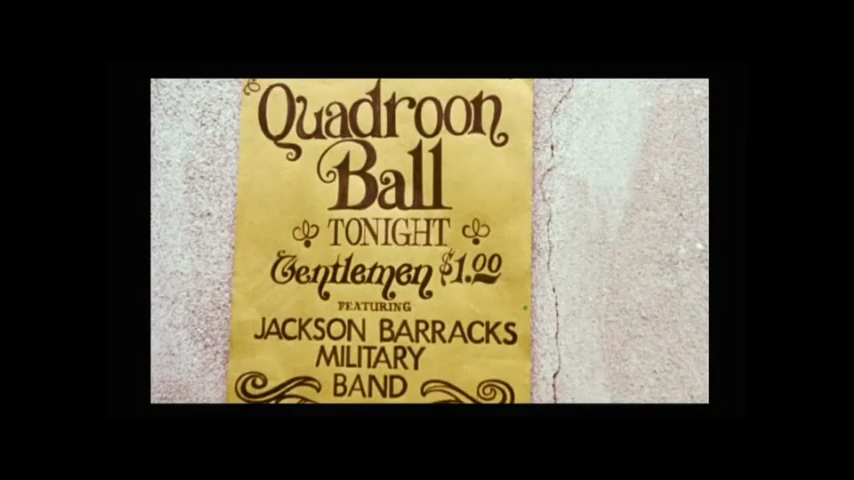 Quadroon
Ball
TONIGHT
Gentlemen $1.00
FEATURING
JACKSON BARRACKS
MILITARY
BAND